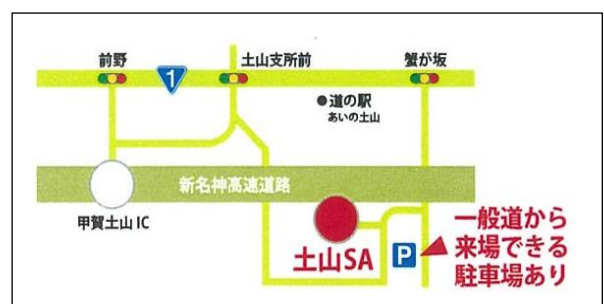 前野
1
土山支所前
蟹が坂
道の駅
あいの土山
新名神高速道路
甲賀土山IC
土山SA
P
一般道から
来場できる
駐車場あり